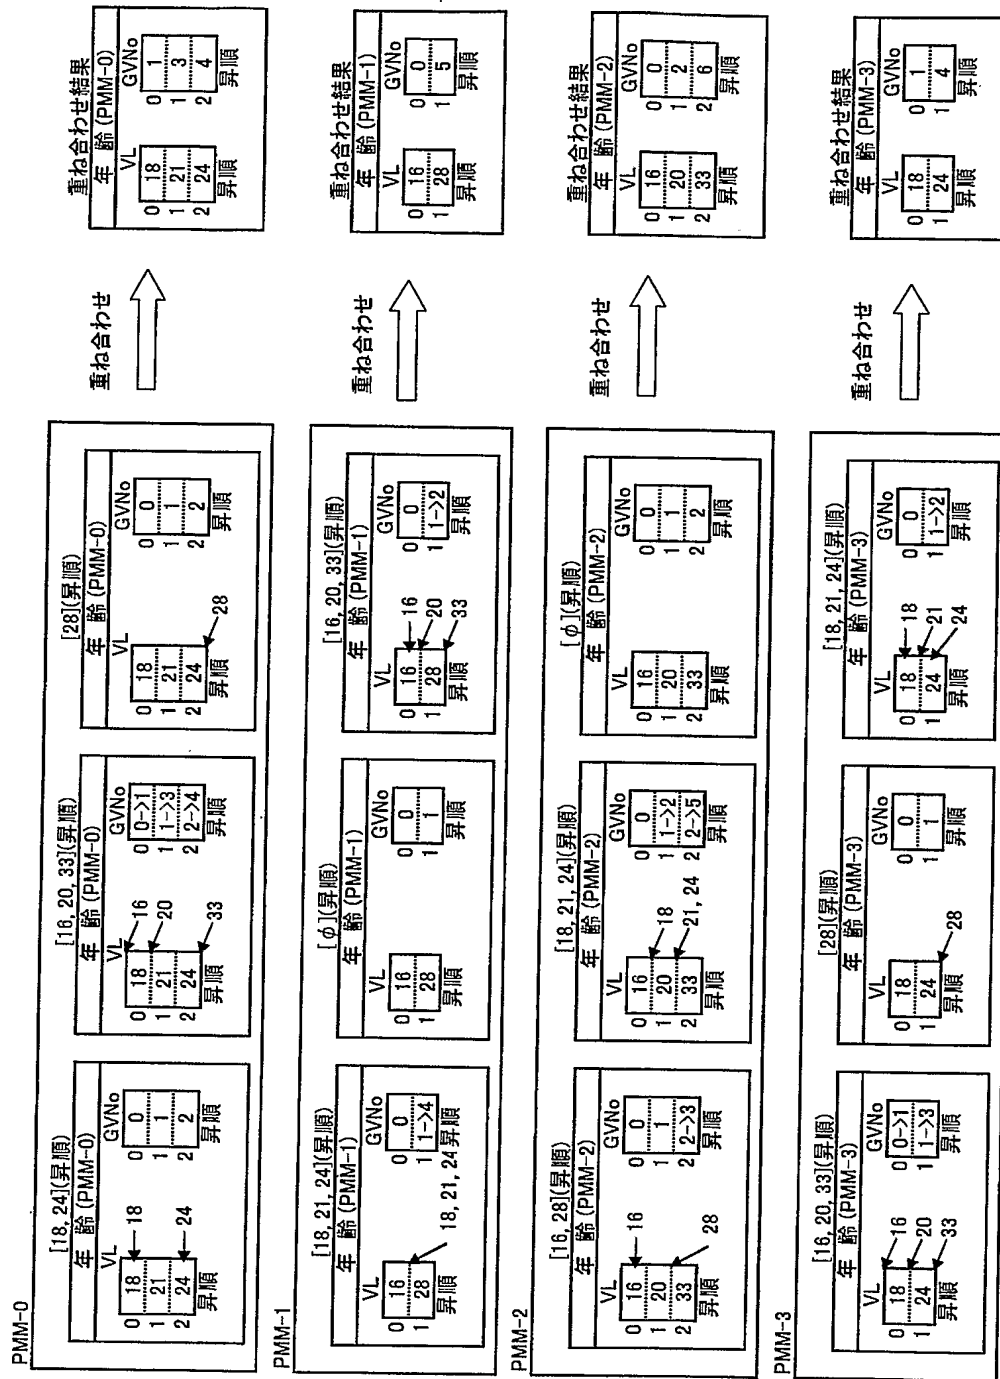 PMM-0
[18, 24](昇順)
年 齢 (PMM-0)
VL GVNo
0 18 0 0
1 21 1 1
2 24 2 2
昇順 昇順
18
24
[16, 20, 33](昇順)
年 齢 (PMM-0)
VL GVNo
0 18 0 0->1
1 21 1 1->3
2 24 2 2->4
昇順 昇順
16
20
33
[28](昇順)
年 齢 (PMM-0)
VL GVNo
0 18 0 0
1 21 1 1
2 24 2 2
昇順 昇順
28
重ね合わせ
重ね合わせ結果
年 齢 (PMM-0)
VL GVNo
0 18 0 1
1 21 1 3
2 24 2 4
昇順 昇順
PMM-1
[18, 21, 24](昇順)
年 齢 (PMM-1)
VL GVNo
0 16 0 0
1 28 1 1->4
昇順 昇順
18, 21, 24
[φ](昇順)
年 齢 (PMM-1)
VL GVNo
0 16 0 0
1 28 1 1
昇順 昇順
[16, 20, 33](昇順)
年 齢 (PMM-1)
VL GVNo
0 16 0 0
1 28 1 1->2
昇順 昇順
16
20
33
重ね合わせ
重ね合わせ結果
年 齢 (PMM-1)
VL GVNo
0 16 0 0
1 28 1 5
昇順 昇順
PMM-2
[16, 28](昇順)
年 齢 (PMM-2)
VL GVNo
0 16 0 0
1 20 1 1
2 33 2 2->3
昇順 昇順
16
28
[18, 21, 24](昇順)
年 齢 (PMM-2)
VL GVNo
0 16 0 0
1 20 1 1->2
2 33 2 2->5
昇順 昇順
18
21, 24
[φ](昇順)
年 齢 (PMM-2)
VL GVNo
0 16 0 0
1 20 1 1
2 33 2 2
昇順 昇順
重ね合わせ
重ね合わせ結果
年 齢 (PMM-2)
VL GVNo
0 16 0 0
1 20 1 2
2 33 2 6
昇順 昇順
PMM-3
[16, 20, 33](昇順)
年 齢 (PMM-3)
VL GVNo
0 18 0 0->1
1 24 1 1->3
昇順 昇順
16
20
33
[28](昇順)
年 齢 (PMM-3)
VL GVNo
0 18 0 0
1 24 1 1
昇順 昇順
28
[18, 21, 24](昇順)
年 齢 (PMM-3)
VL GVNo
0 18 0 0
1 24 1 1->2
昇順 昇順
18
21
24
重ね合わせ
重ね合わせ結果
年 齢 (PMM-3)
VL GVNo
0 18 0 1
1 24 1 4
昇順 昇順